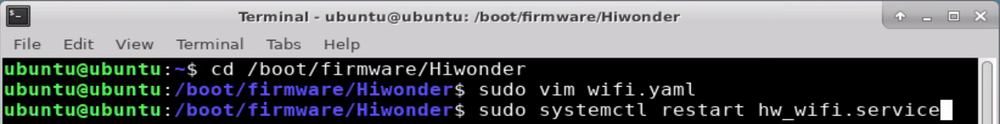 Terminal - ubuntu@ubuntu: /boot/firmware/Hiwonder
File Edit View Terminal Tabs Help
ubuntu@ubuntu:~$ cd /boot/firmware/Hiwonder
ubuntu@ubuntu:/boot/firmware/Hiwonder$ sudo vim wifi.yaml
ubuntu@ubuntu:/boot/firmware/Hiwonder$ sudo systemctl restart hw_wifi.service